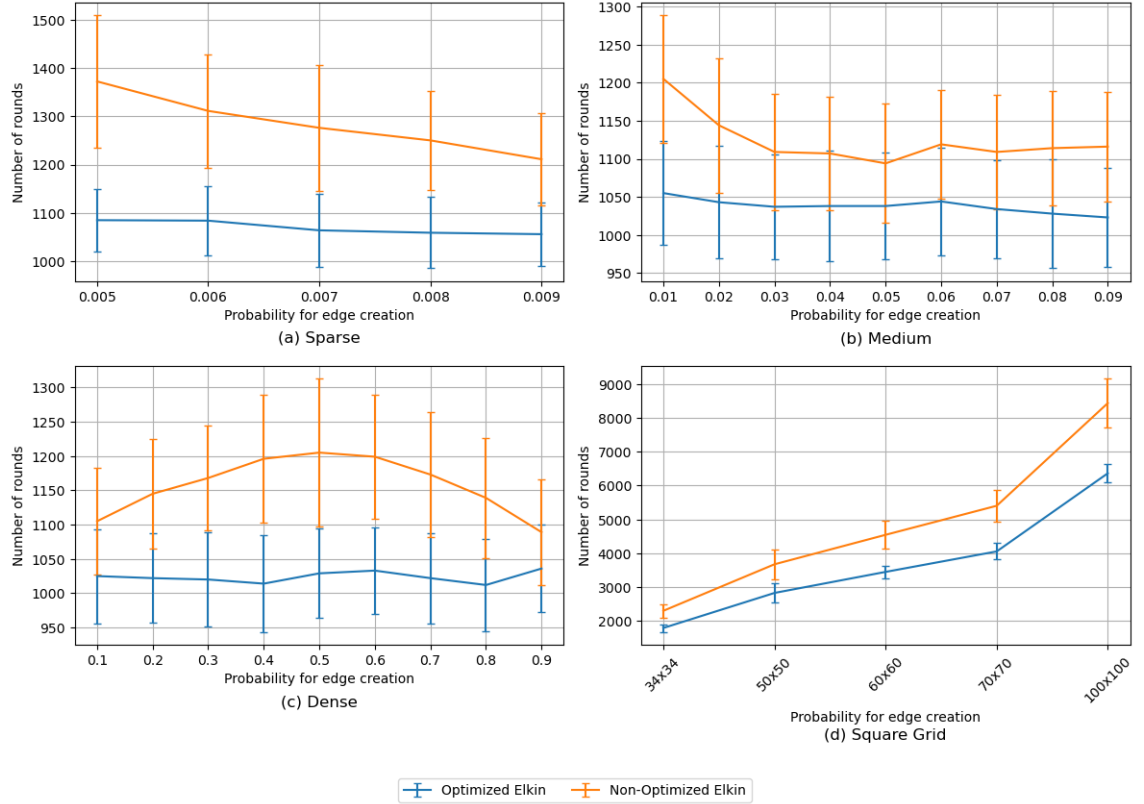 1500
1400
1300
1200
1100
1000
Number of rounds
0.005 0.006 0.007 0.008 0.009
Probability for edge creation
(a) Sparse
1300
1250
1200
1150
1100
1050
1000
950
Number of rounds
0.01 0.02 0.03 0.04 0.05 0.06 0.07 0.08 0.09
Probability for edge creation
(b) Medium
1300
1250
1200
1150
1100
1050
1000
950
Number of rounds
0.1 0.2 0.3 0.4 0.5 0.6 0.7 0.8 0.9
Probability for edge creation
(c) Dense
9000
8000
7000
6000
5000
4000
3000
2000
Number of rounds
34x34 50x50 60x60 70x70 100x100
Probability for edge creation
(d) Square Grid
Optimized Elkin Non-Optimized Elkin